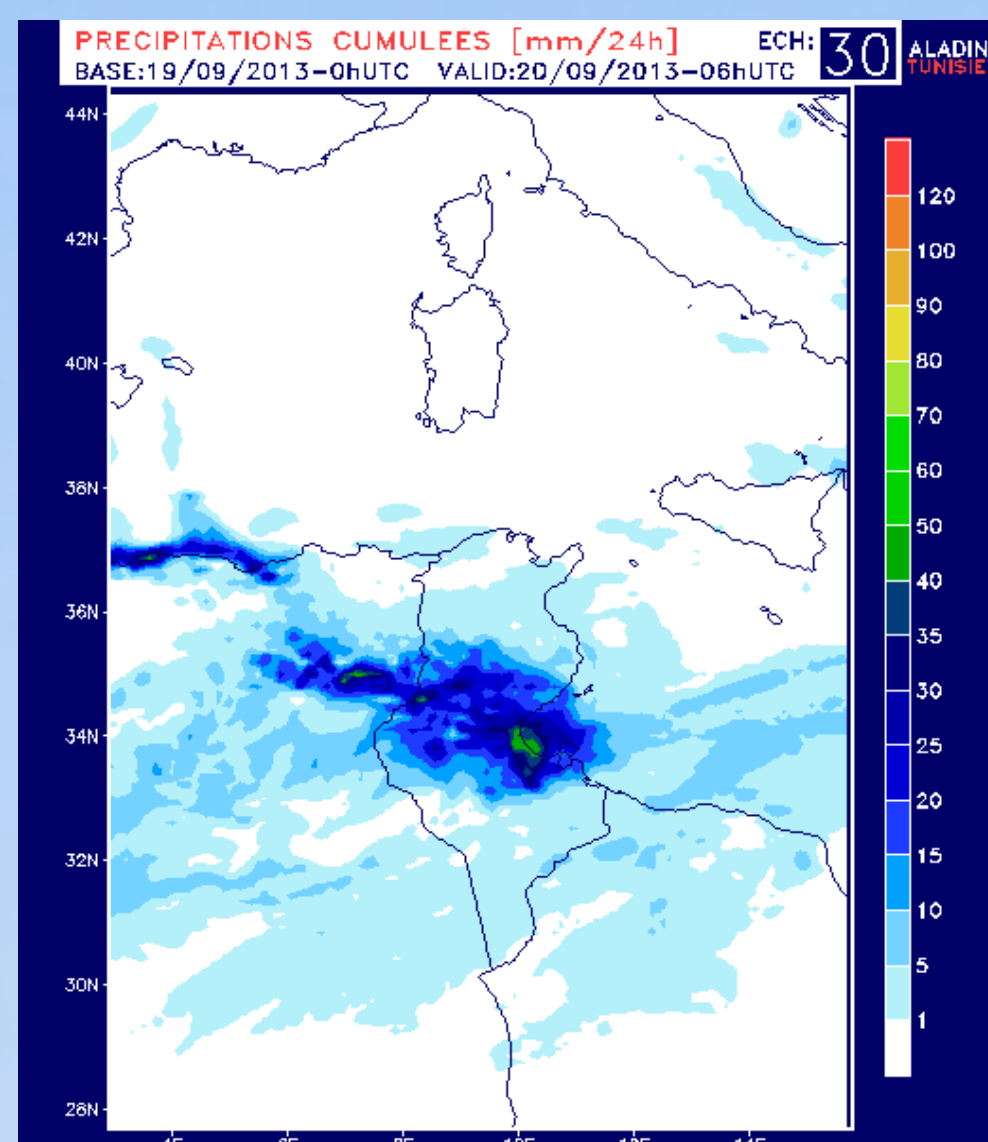 PRECIPITATIONS CUMULEES [mm/24h] ECH: 30 ALADIN
BASE:19/09/2013-0hUTC VALID:20/09/2013-06hUTC TUNISIE
44N
42N
40N
38N
36N
34N
32N
30N
28N
120
100
90
80
70
60
50
40
35
30
25
20
15
10
5
1